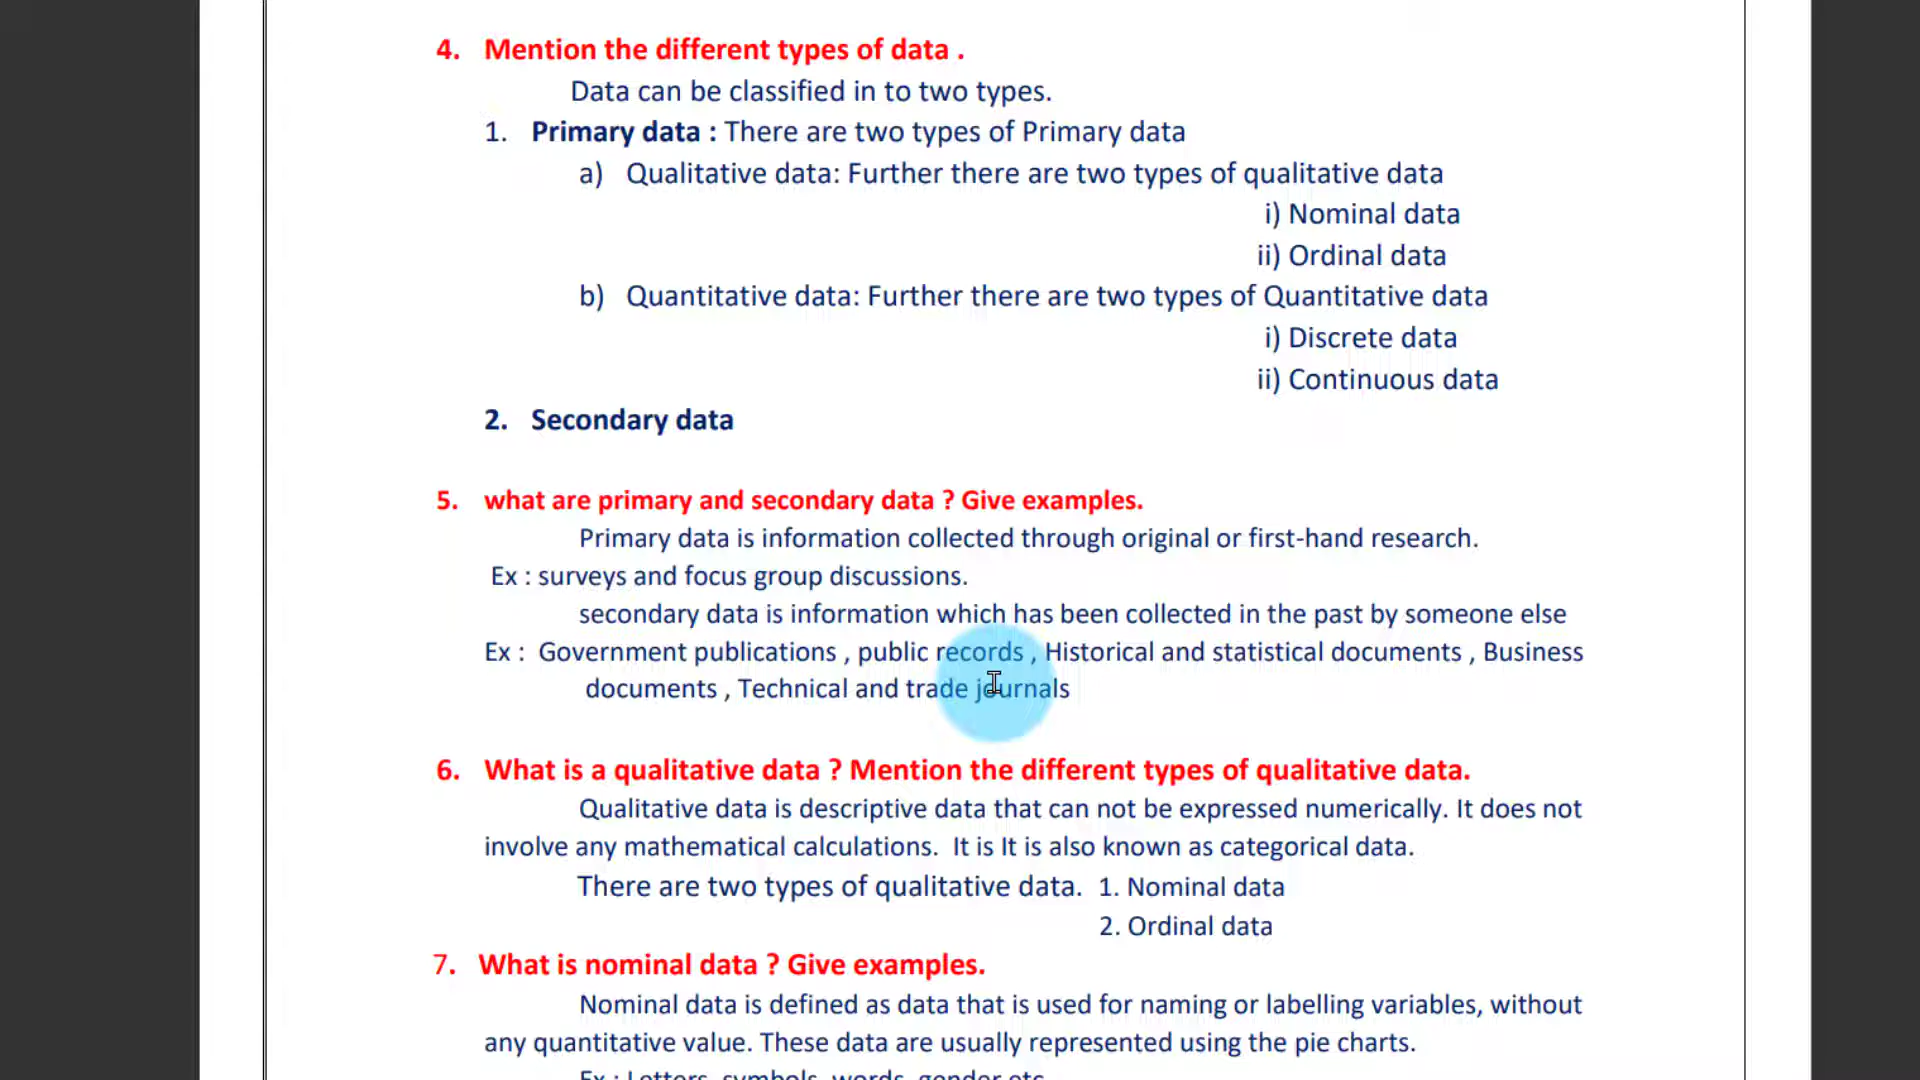 4. Mention the different types of data .
Data can be classified in to two types.
1. Primary data : There are two types of Primary data
a) Qualitative data: Further there are two types of qualitative data
i) Nominal data
ii) Ordinal data
b) Quantitative data: Further there are two types of Quantitative data
i) Discrete data
ii) Continuous data
2. Secondary data
5. what are primary and secondary data ? Give examples.
Primary data is information collected through original or first-hand research.
Ex : surveys and focus group discussions.
secondary data is information which has been collected in the past by someone else
Ex : Government publications , public records , Historical and statistical documents , Business
documents , Technical and trade journals
6. What is a qualitative data ? Mention the different types of qualitative data.
Qualitative data is descriptive data that can not be expressed numerically. It does not
involve any mathematical calculations. It is It is also known as categorical data.
There are two types of qualitative data. 1. Nominal data
2. Ordinal data
7. What is nominal data ? Give examples.
Nominal data is defined as data that is used for naming or labelling variables, without
any quantitative value. These data are usually represented using the pie charts.
Ex : Letters, symbols, words, gender etc